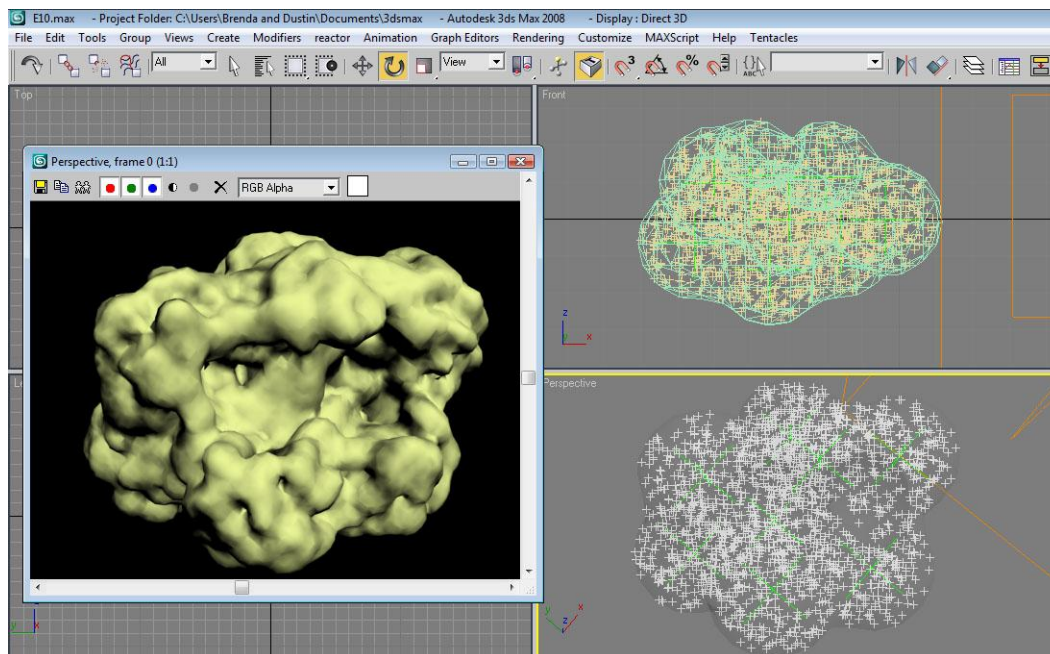 E10.max - Project Folder: C:\Users\Brenda and Dustin\Documents\3dsmax - Autodesk 3ds Max 2008 - Display : Direct 3D
File Edit Tools Group Views Create Modifiers reactor Animation Graph Editors Rendering Customize MAXScript Help Tentacles
All View 3 % {} ABC
Top Front
Perspective, frame 0 (1:1)
RGB Alpha
z
y x
Perspective
z
y x
y x